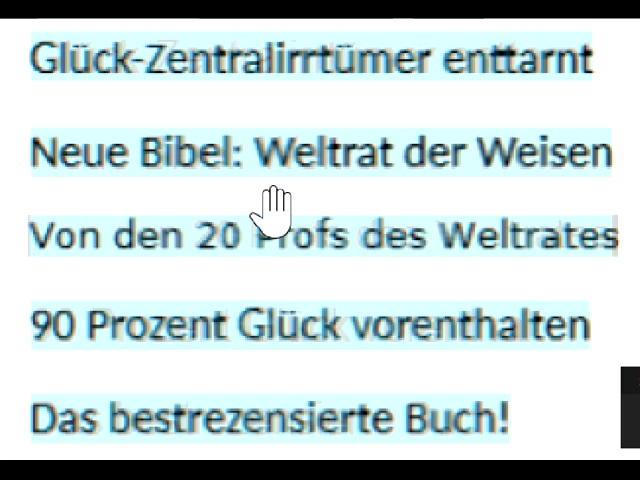 Glück-Zentralirrtümer enttarnt
Neue Bibel: Weltrat der Weisen
Von den 20 Profs des Weltrates
90 Prozent Glück vorenthalten
Das bestrezensierte Buch!